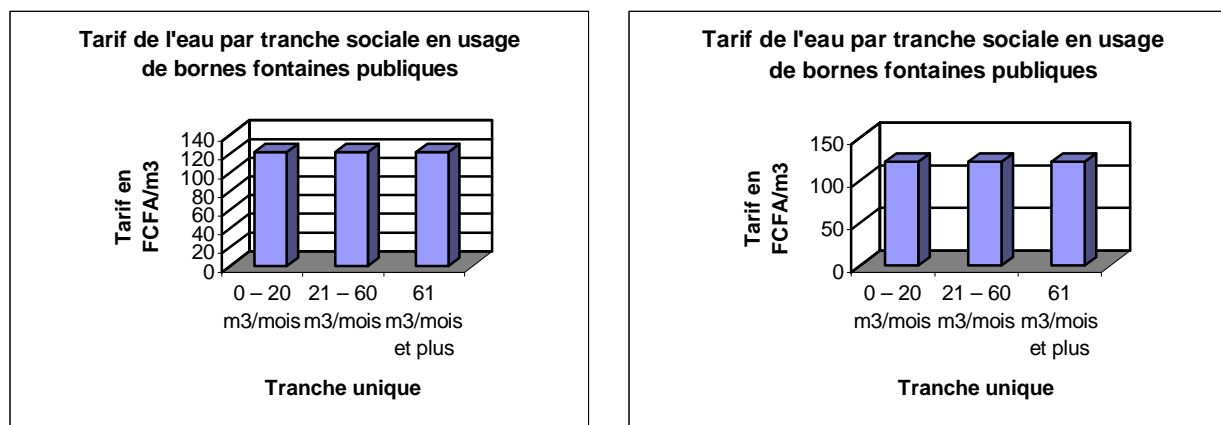 Tarif de l'eau par tranche sociale en usage
de bornes fontaines publiques
Tarif en
FCFA/m3
140
120
100
80
60
40
20
0
0 – 20
m3/mois
21 – 60
m3/mois
61
m3/mois
et plus
Tranche unique
Tarif de l'eau par tranche sociale en usage
de bornes fontaines publiques
Tarif en
FCFA/m3
150
100
50
0
0 – 20
m3/mois
21 – 60
m3/mois
61
m3/mois
et plus
Tranche unique